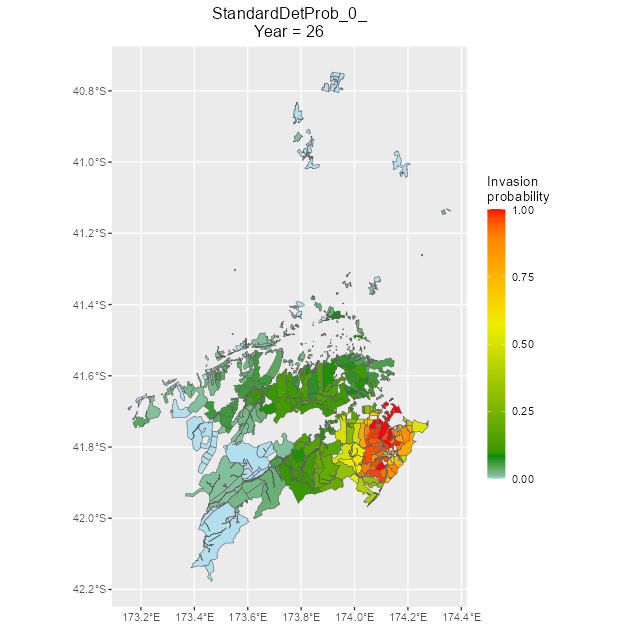 StandardDetProb_0_
Year = 26
40.8°S
41.0°S
41.2°S
41.4°S
41.6°S
41.8°S
42.0°S
42.2°S
173.2°E 173.4°E 173.6°E 173.8°E 174.0°E 174.2°E 174.4°E
Invasion
probability
1.00
0.75
0.50
0.25
0.00